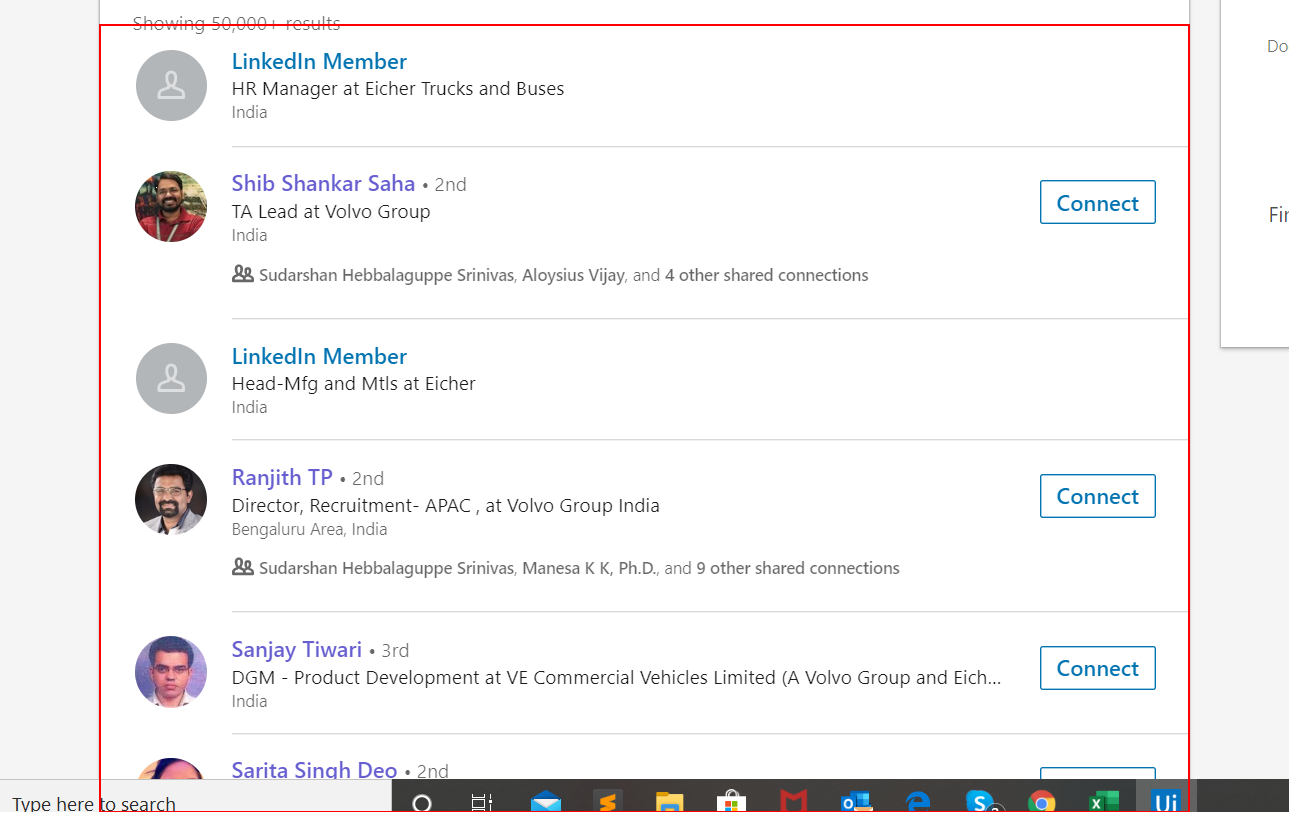 Showing 50,000+ results
Do
LinkedIn Member
HR Manager at Eicher Trucks and Buses
India
Shib Shankar Saha • 2nd
TA Lead at Volvo Group
India
Connect
Fir
Sudarshan Hebbalaguppe Srinivas, Aloysius Vijay, and 4 other shared connections
LinkedIn Member
Head-Mfg and Mtls at Eicher
India
Ranjith TP • 2nd
Director, Recruitment- APAC , at Volvo Group India
Bengaluru Area, India
Connect
Sudarshan Hebbalaguppe Srinivas, Manesa K K, Ph.D., and 9 other shared connections
Sanjay Tiwari • 3rd
DGM - Product Development at VE Commercial Vehicles Limited (A Volvo Group and Eich...
India
Connect
Sarita Singh Deo • 2nd
Type here to search
Ui